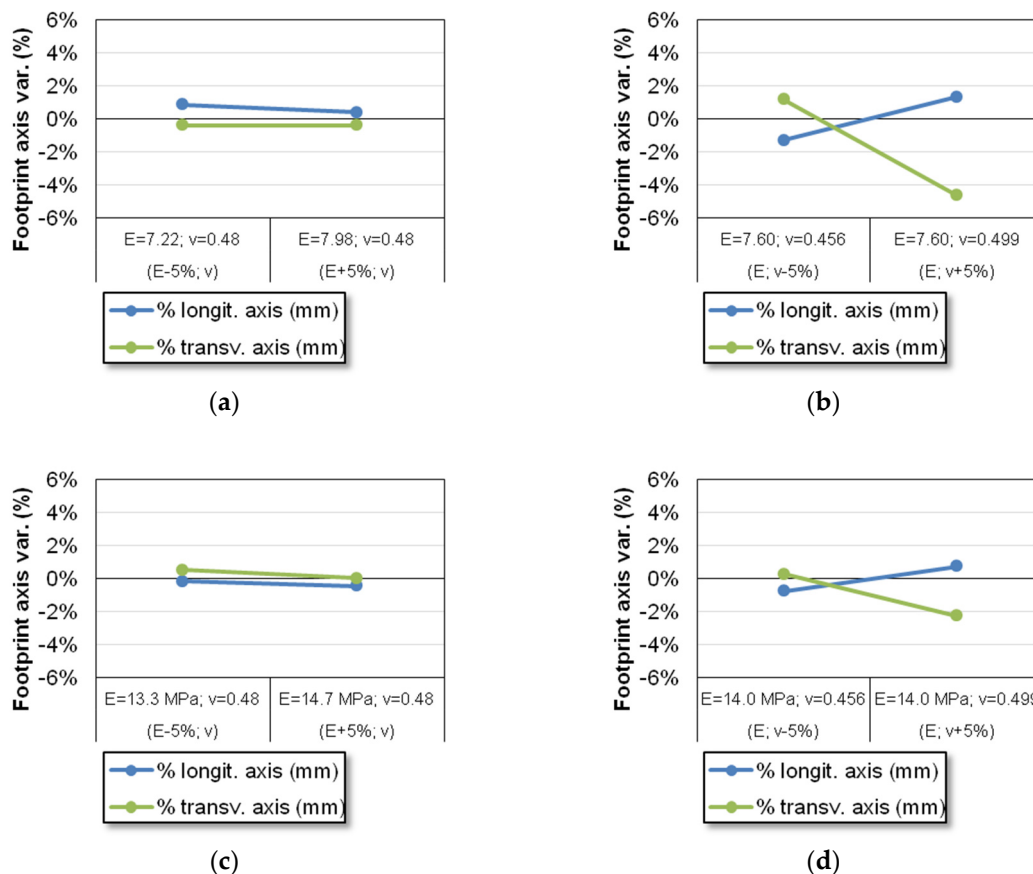 Footprint axis var. (%)
6%
4%
2%
0%
-2%
-4%
-6%
E=7.22; v=0.48
E=7.98; v=0.48
(E-5%; v)
(E+5%; v)
% longit. axis (mm)
% transv. axis (mm)
(a)
Footprint axis var. (%)
6%
4%
2%
0%
-2%
-4%
-6%
E=7.60; v=0.456
E=7.60; v=0.499
(E; v-5%)
(E; v+5%)
% longit. axis (mm)
% transv. axis (mm)
(b)
Footprint axis var. (%)
6%
4%
2%
0%
-2%
-4%
-6%
E=13.3 MPa; v=0.48
E=14.7 MPa; v=0.48
(E-5%; v)
(E+5%; v)
% longit. axis (mm)
% transv. axis (mm)
(c)
Footprint axis var. (%)
6%
4%
2%
0%
-2%
-4%
-6%
E=14.0 MPa; v=0.456
E=14.0 MPa; v=0.499
(E; v-5%)
(E; v+5%)
% longit. axis (mm)
% transv. axis (mm)
(d)